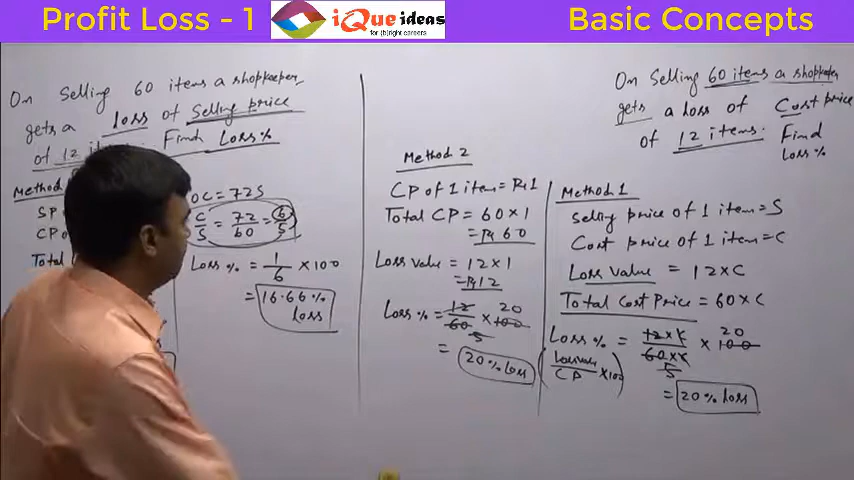 Profit Loss - 1
iQue ideas
for (b)right careers
Basic Concepts
On Selling 60 items a shopkeeper
gets a loss of Selling price
of 12
Find Loss%
Method
SP
CP o
Total
0C = 72S
C/S = 72/60 = 6/5
Loss % = 1/6 × 100
= 16.66%
loss
Method 2
CP of 1 item = Rs 1
Total CP = 60 × 1
= Rs 60
Loss value = 12 × 1
= Rs 12
Loss % = 12/60 × 100
5
20
= 20% Loss
On Selling 60 items a shopkeeper
gets a loss of Cost price
of 12 items. Find
Loss %
Method 1
Selling price of 1 item = S
Cost price of 1 item = C
Loss value = 12 × C
Total Cost Price = 60 × C
Loss % = 12×C/60×C × 100
5
20
(Loss value/CP × 100)
= 20% loss